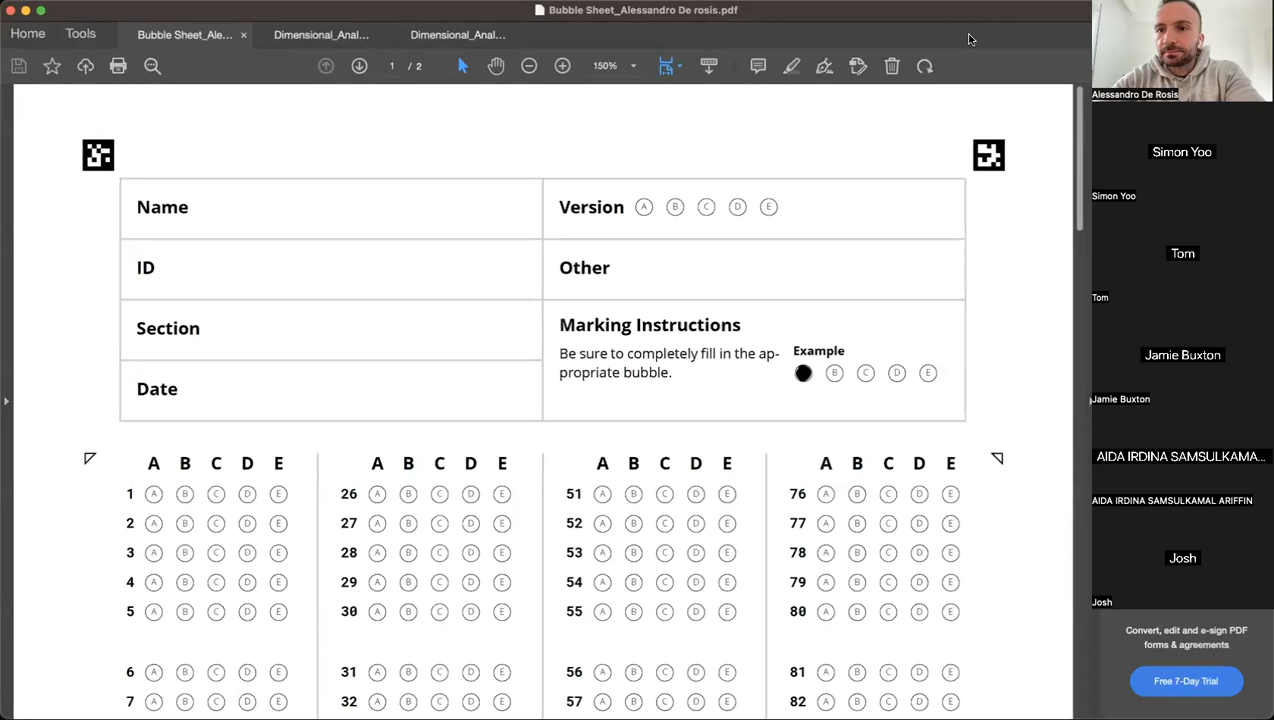 Bubble Sheet_Alessandro De rosis.pdf
Home Tools Bubble Sheet_Ale... × Dimensional_Anal... Dimensional_Anal...
1 / 2 150%
Name
Version A B C D E
ID
Other
Section
Marking Instructions
Be sure to completely fill in the ap-
propriate bubble.
Example
B C D E
Date
A B C D E A B C D E A B C D E A B C D E
1 A B C D E 26 A B C D E 51 A B C D E 76 A B C D E
2 A B C D E 27 A B C D E 52 A B C D E 77 A B C D E
3 A B C D E 28 A B C D E 53 A B C D E 78 A B C D E
4 A B C D E 29 A B C D E 54 A B C D E 79 A B C D E
5 A B C D E 30 A B C D E 55 A B C D E 80 A B C D E
6 A B C D E 31 A B C D E 56 A B C D E 81 A B C D E
7 A B C D E 32 A B C D E 57 A B C D E 82 A B C D E
Alessandro De Rosis
Simon Yoo
Simon Yoo
Tom
Tom
Jamie Buxton
Jamie Buxton
AIDA IRDINA SAMSULKAMA...
AIDA IRDINA SAMSULKAMAL ARIFFIN
Josh
Josh
Convert, edit and e-sign PDF
forms & agreements
Free 7-Day Trial